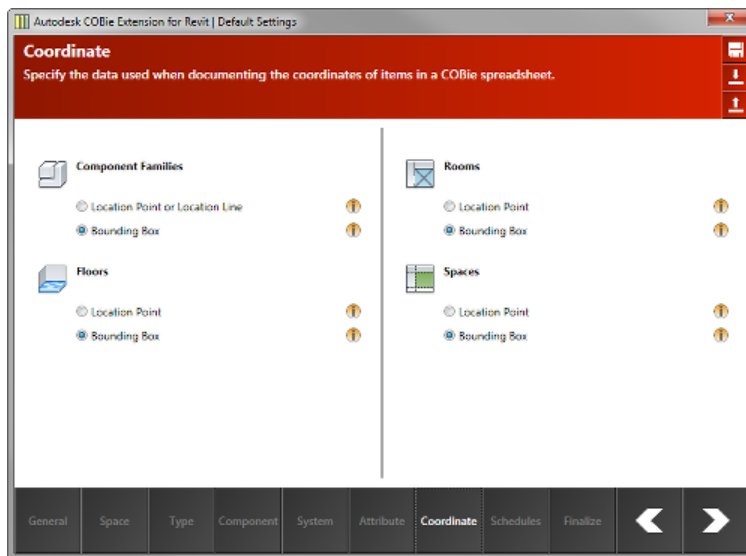 Autodesk COBie Extension for Revit | Default Settings
Coordinate
Specify the data used when documenting the coordinates of items in a COBie spreadsheet.
Component Families
Location Point or Location Line
Bounding Box
Floors
Location Point
Bounding Box
Rooms
Location Point
Bounding Box
Spaces
Location Point
Bounding Box
General Space Type Component System Attribute Coordinate Schedules Finalize